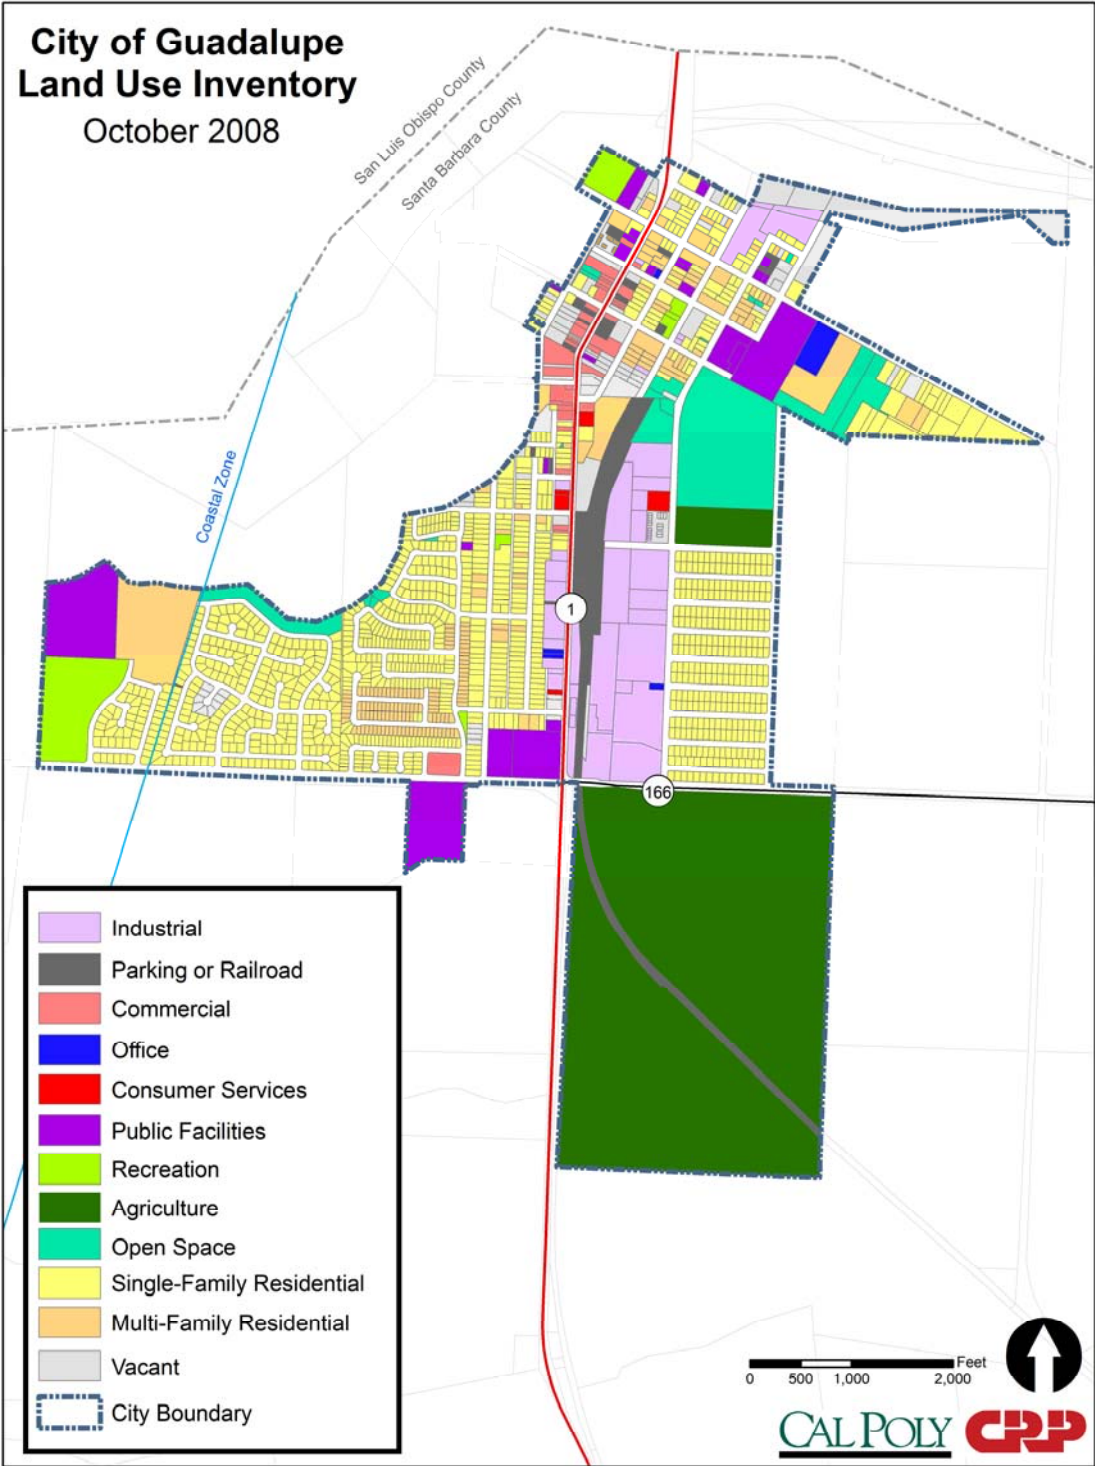 City of Guadalupe
Land Use Inventory
October 2008
San Luis Obispo County
Santa Barbara County
Coastal Zone
1
166
Industrial
Parking or Railroad
Commercial
Office
Consumer Services
Public Facilities
Recreation
Agriculture
Open Space
Single-Family Residential
Multi-Family Residential
Vacant
City Boundary
Feet
0 500 1,000 2,000
CAL POLY CRP